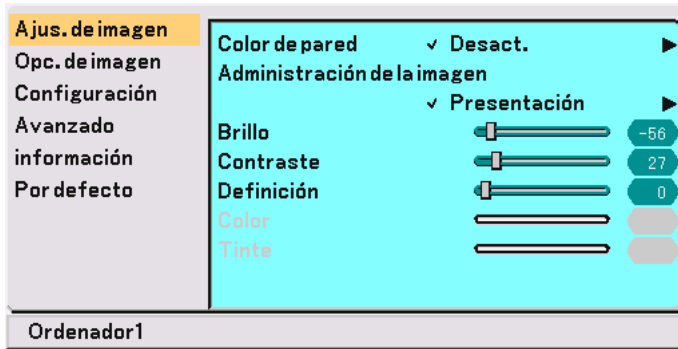 Ajus. de imagen
Opc. de imagen
Configuración
Avanzado
información
Por defecto
Color de pared ✓ Desact. ▶
Administración de la imagen
✓ Presentación ▶
Brillo -56
Contraste 27
Definición 0
Color
Tinte
Ordenador1